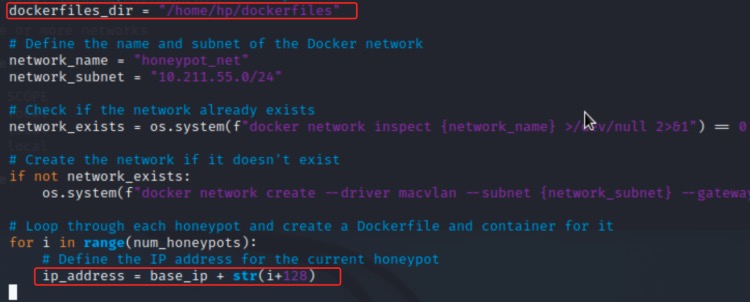 dockerfiles_dir = "/home/hp/dockerfiles"
# Define the name and subnet of the Docker network
network_name = "honeypot_net"
network_subnet = "10.211.55.0/24"
# Check if the network already exists
network_exists = os.system(f"docker network inspect {network_name} >/dev/null 2>&1") == 0
# Create the network if it doesn't exist
if not network_exists:
    os.system(f"docker network create --driver macvlan --subnet {network_subnet} --gateway
# Loop through each honeypot and create a Dockerfile and container for it
for i in range(num_honeypots):
    # Define the IP address for the current honeypot
    ip_address = base_ip + str(i+128)